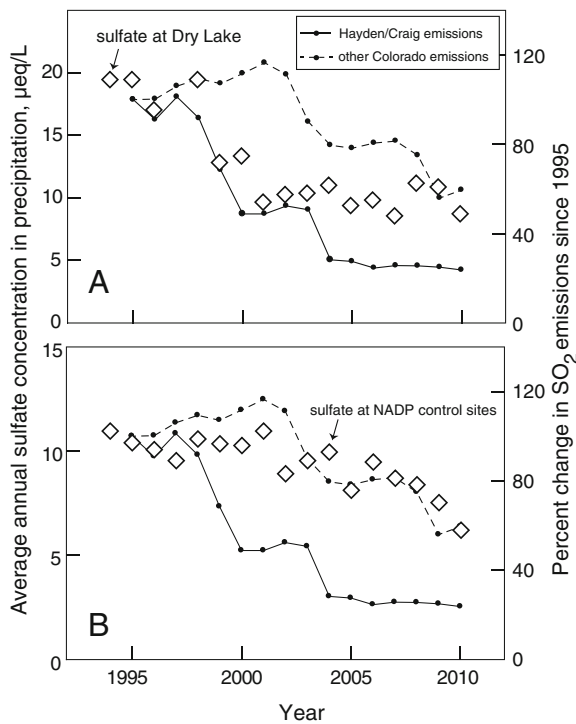 Hayden/Craig emissions
other Colorado emissions
sulfate at Dry Lake
20
15
10
5
0
120
80
40
0
A
15
10
5
0
120
80
40
0
sulfate at NADP control sites
B
1995
2000
2005
2010
Year
Average annual sulfate concentration in precipitation, µeq/L
Percent change in SO₂ emissions since 1995